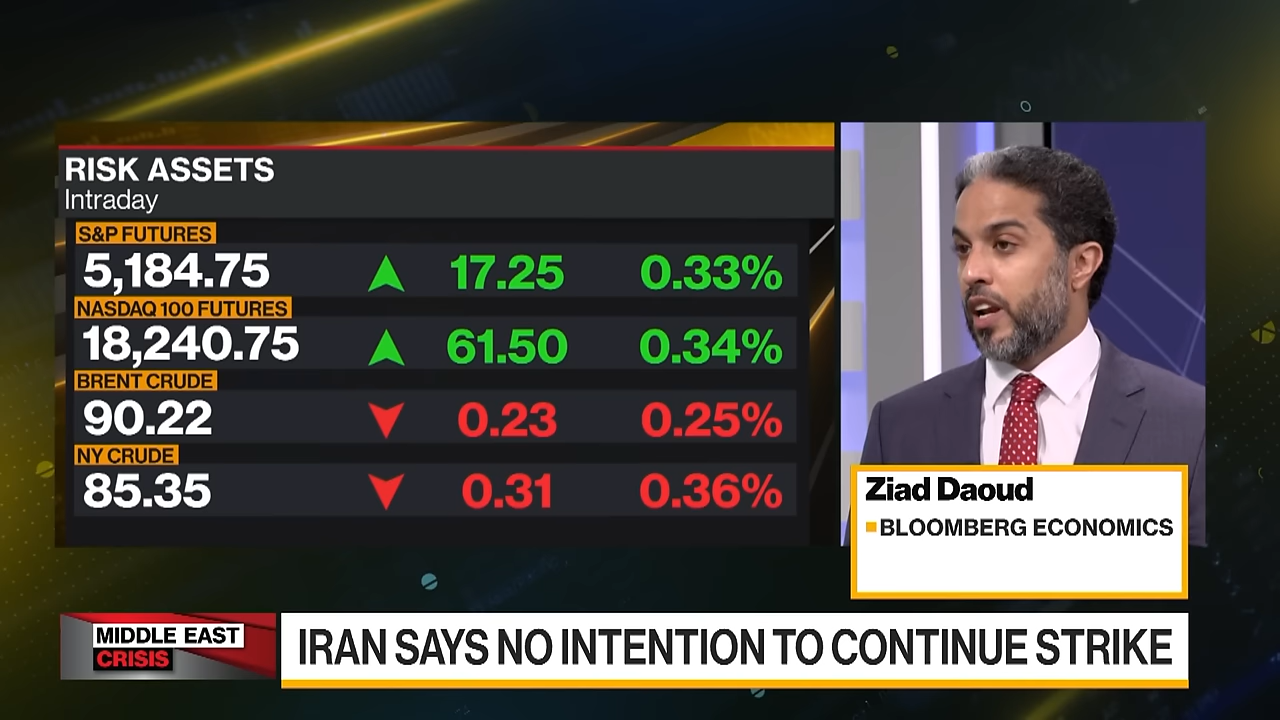 RISK ASSETS
Intraday
S&P FUTURES
5,184.75 17.25 0.33%
NASDAQ 100 FUTURES
18,240.75 61.50 0.34%
BRENT CRUDE
90.22 0.23 0.25%
NY CRUDE
85.35 0.31 0.36%
Ziad Daoud
BLOOMBERG ECONOMICS
MIDDLE EAST
CRISIS
IRAN SAYS NO INTENTION TO CONTINUE STRIKE